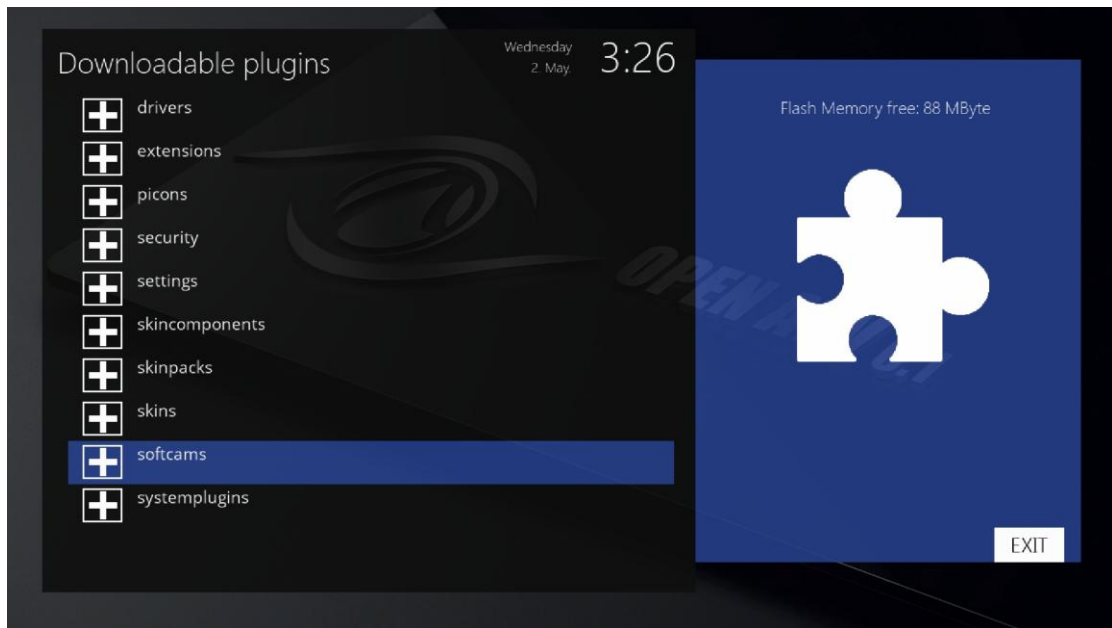 Downloadable plugins
Wednesday
2. May.
3:26
drivers
extensions
picons
security
settings
skincomponents
skinpacks
skins
softcams
systemplugins
Flash Memory free: 88 MByte
EXIT
OPEN